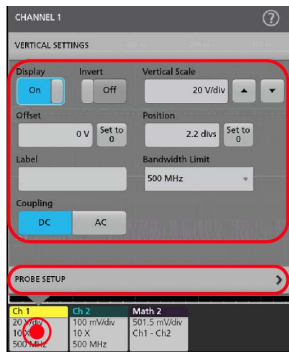 CHANNEL 1 ?
VERTICAL SETTINGS
Display Invert Vertical Scale
On Off 20 V/div
Offset Position
0 V Set to 0 2.2 divs Set to 0
Label Bandwidth Limit
500 MHz
Coupling
DC AC
PROBE SETUP
Ch 1 Ch 2 Math 2
20 V/div 100 mV/div 501.5 mV/div
10 X 10 X Ch1 - Ch2
500 MHz 500 MHz